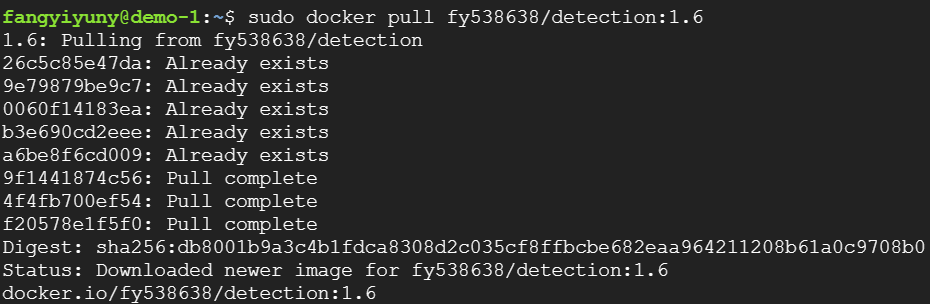 fangyiyuny@demo-1:~$ sudo docker pull fy538638/detection:1.6
1.6: Pulling from fy538638/detection
26c5c85e47da: Already exists
9e79879be9c7: Already exists
0060f14183ea: Already exists
b3e690cd2eee: Already exists
a6be8f6cd009: Already exists
9f1441874c56: Pull complete
4f4fb700ef54: Pull complete
f20578e1f5f0: Pull complete
Digest: sha256:db8001b9a3c4b1fdca8308d2c035cf8ffbcbe682eaa964211208b61a0c9708b0
Status: Downloaded newer image for fy538638/detection:1.6
docker.io/fy538638/detection:1.6